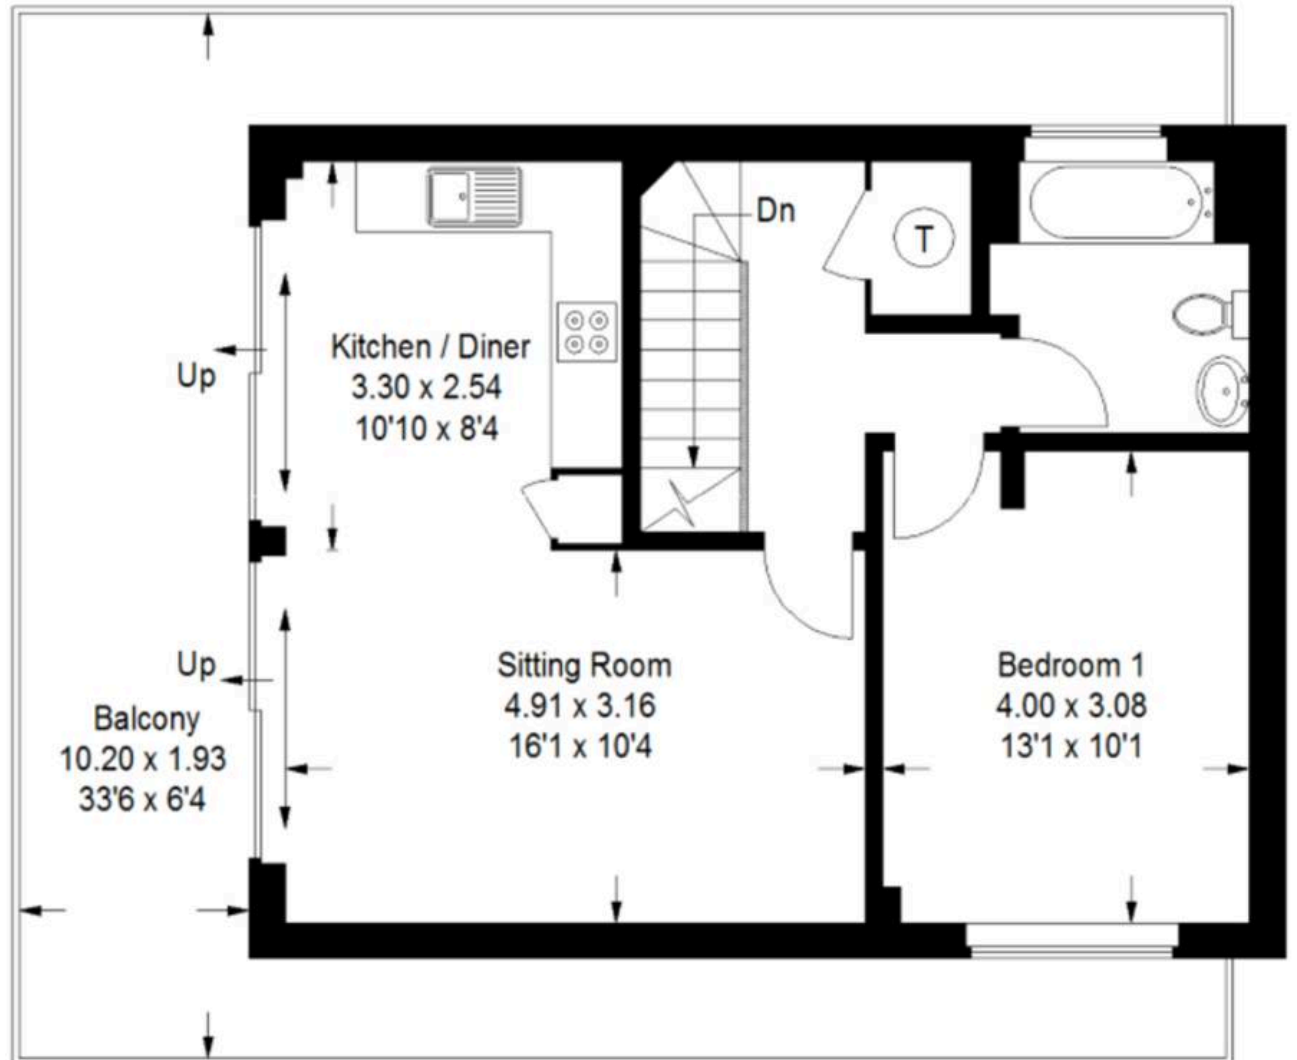 Dn
T
Kitchen / Diner
3.30 x 2.54
10'10 x 8'4
Up
Up
Balcony
10.20 x 1.93
33'6 x 6'4
Sitting Room
4.91 x 3.16
16'1 x 10'4
Bedroom 1
4.00 x 3.08
13'1 x 10'1